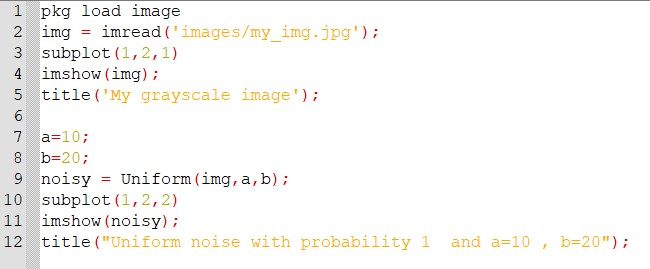 1 pkg load image
2 img = imread('images/my_img.jpg');
3 subplot(1,2,1)
4 imshow(img);
5 title('My grayscale image');
6
7 a=10;
8 b=20;
9 noisy = Uniform(img,a,b);
10 subplot(1,2,2)
11 imshow(noisy);
12 title("Uniform noise with probability 1  and a=10 , b=20");